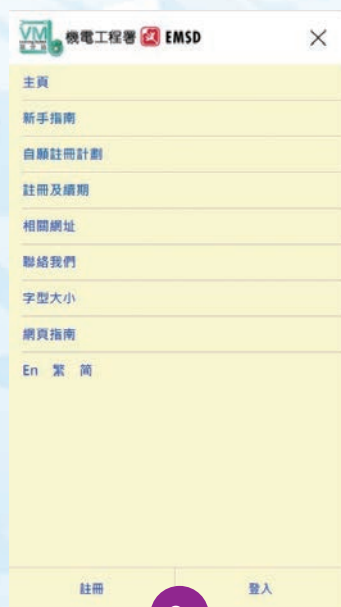 VM 機電工程署 EMSD
主頁
新手指南
自願註冊計劃
註冊及續期
相關網址
聯絡我們
字型大小
網頁指南
En 繁 简
註冊 登入